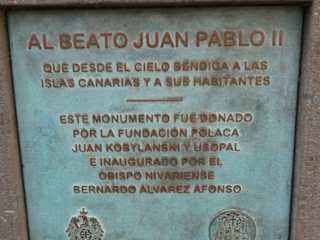 AL BEATO JUAN PABLO II
QUE DESDE EL CIELO BENDIGA A LAS
ISLAS CANARIAS Y A SUS HABITANTES
ESTE MONUMENTO FUE DONADO
POR LA FUNDACIÓN POLACA
JUAN KOBYLANSKI Y USOPAL
E INAUGURADO POR EL
OBISPO NIVARIENSE
BERNARDO ÁLVAREZ AFONSO